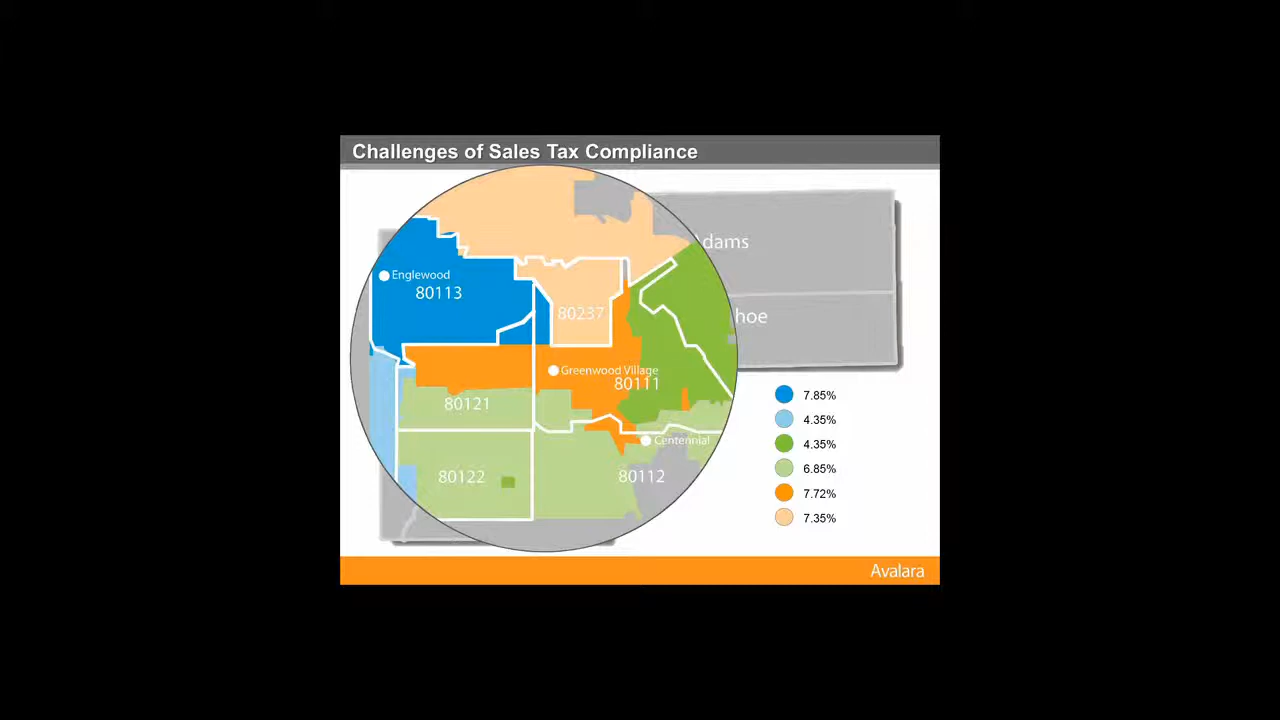 Challenges of Sales Tax Compliance
dams
Englewood
80113
80237
hoe
Greenwood Village
80111
80121
Centennial
80122
80112
7.85%
4.35%
4.35%
6.85%
7.72%
7.35%
Avalara